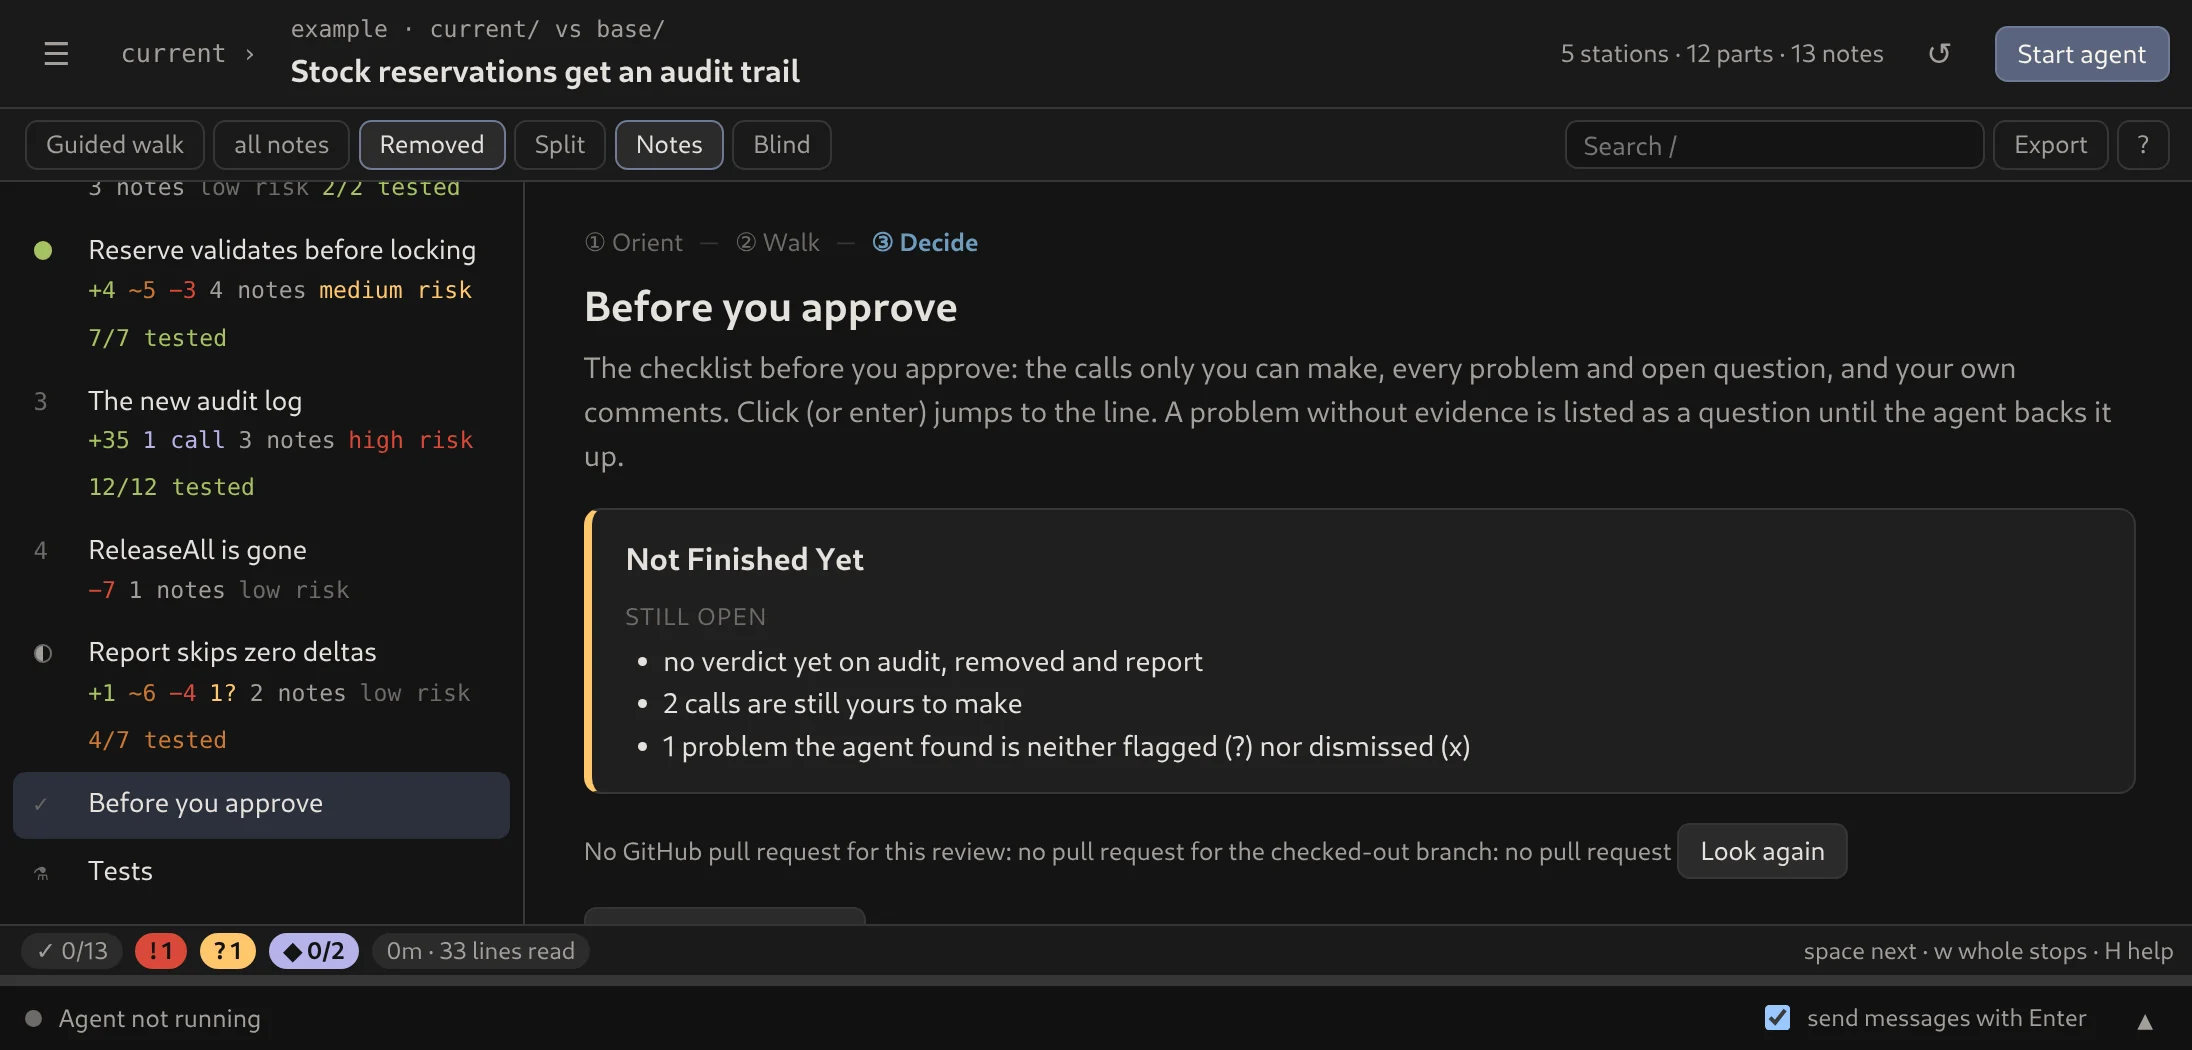 ☰ current › example · current/ vs base/
Stock reservations get an audit trail
5 stations · 12 parts · 13 notes ↺ Start agent
Guided walk all notes Removed Split Notes Blind Search / Export ?
3 notes low risk 2/2 tested
Reserve validates before locking
+4 ~5 −3 4 notes medium risk
7/7 tested
3 The new audit log
+35 1 call 3 notes high risk
12/12 tested
4 ReleaseAll is gone
−7 1 notes low risk
Report skips zero deltas
+1 ~6 −4 1? 2 notes low risk
4/7 tested
✓ Before you approve
Tests
① Orient — ② Walk — ③ Decide
Before you approve
The checklist before you approve: the calls only you can make, every problem and open question, and your own
comments. Click (or enter) jumps to the line. A problem without evidence is listed as a question until the agent backs it
up.
Not Finished Yet
STILL OPEN
• no verdict yet on audit, removed and report
• 2 calls are still yours to make
• 1 problem the agent found is neither flagged (?) nor dismissed (x)
No GitHub pull request for this review: no pull request for the checked-out branch: no pull request Look again
✓ 0/13 ! 1 ? 1 ◆ 0/2 0m · 33 lines read space next · w whole stops · H help
Agent not running send messages with Enter ▲